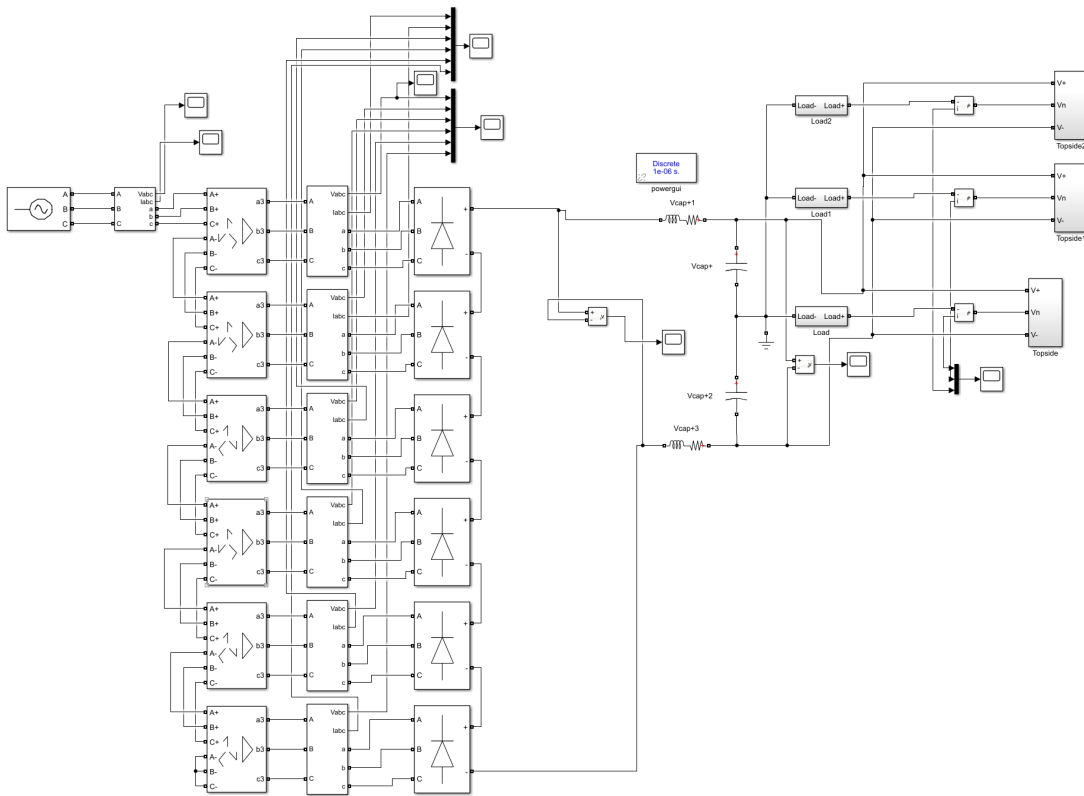 A
B
C
A
B
C
Vabc
Iabc
a
b
c
A+
B+
C+
A-
B-
C-
a3
b3
c3
A
B
C
Vabc
Iabc
a
b
c
A
B
C
+
-
A+
B+
C+
A-
B-
C-
a3
b3
c3
A
B
C
Vabc
Iabc
a
b
c
A
B
C
+
-
A+
B+
C+
A-
B-
C-
a3
b3
c3
A
B
C
Vabc
Iabc
a
b
c
A
B
C
+
-
A+
B+
C+
A-
B-
C-
a3
b3
c3
A
B
C
Vabc
Iabc
a
b
c
A
B
C
+
-
A+
B+
C+
A-
B-
C-
a3
b3
c3
A
B
C
Vabc
Iabc
a
b
c
A
B
C
+
-
A+
B+
C+
A-
B-
C-
a3
b3
c3
A
B
C
Vabc
Iabc
a
b
c
A
B
C
+
-
+
-
v
Discrete
1e-06 s.
powergui
Vcap+1
Vcap+
Vcap+2
Vcap+3
+
-
v
Load- Load+
Load2
Load- Load+
Load1
Load- Load+
Load
+
i
+
i
+
i
V+
Vn
V-
Topside2
V+
Vn
V-
Topside1
V+
Vn
V-
Topside